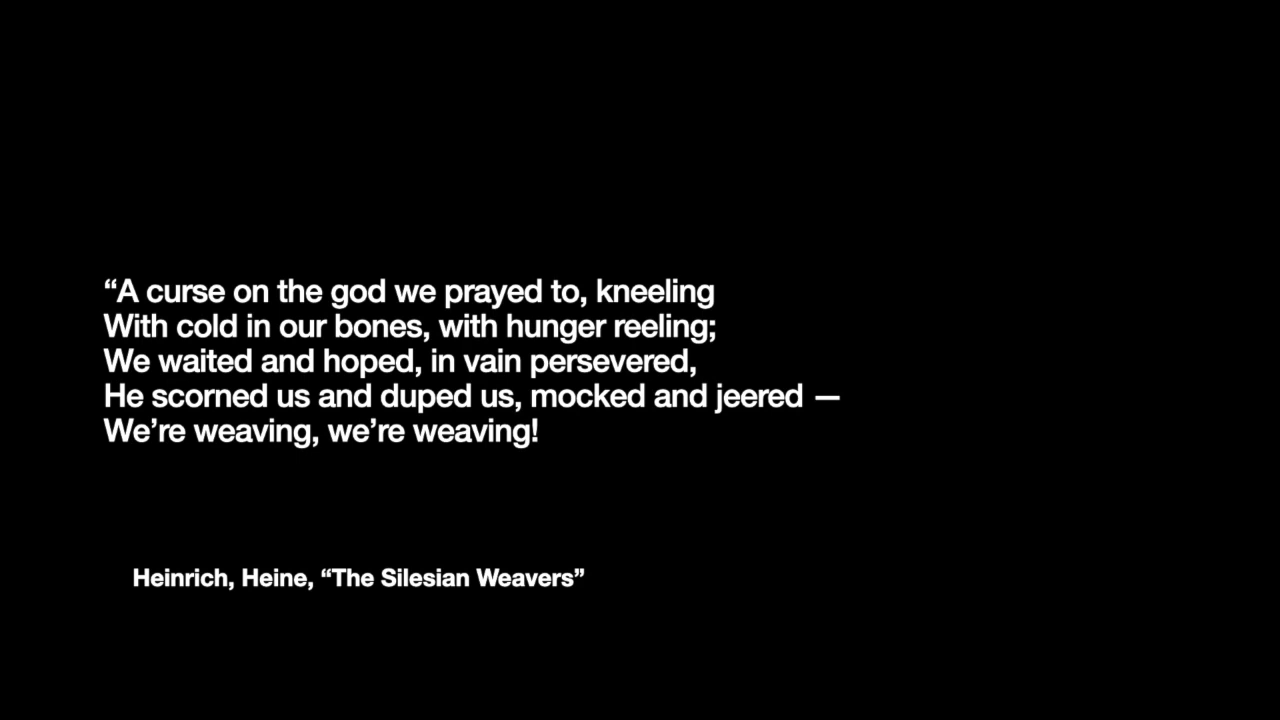 “A curse on the god we prayed to, kneeling
With cold in our bones, with hunger reeling;
We waited and hoped, in vain persevered,
He scorned us and duped us, mocked and jeered —
We’re weaving, we’re weaving!
Heinrich, Heine, “The Silesian Weavers”